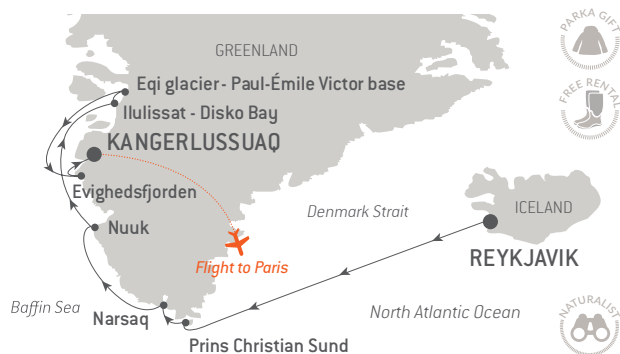 PARKA GIFT
GREENLAND
Eqi glacier - Paul-Émile Victor base
FREE RENTAL
Ilulissat - Disko Bay
KANGERLUSSUAQ
Evighedsfjorden
Denmark Strait
ICELAND
Nuuk
REYKJAVIK
Flight to Paris
Baffin Sea
Narsaq
North Atlantic Ocean
NATURALIST
Prins Christian Sund